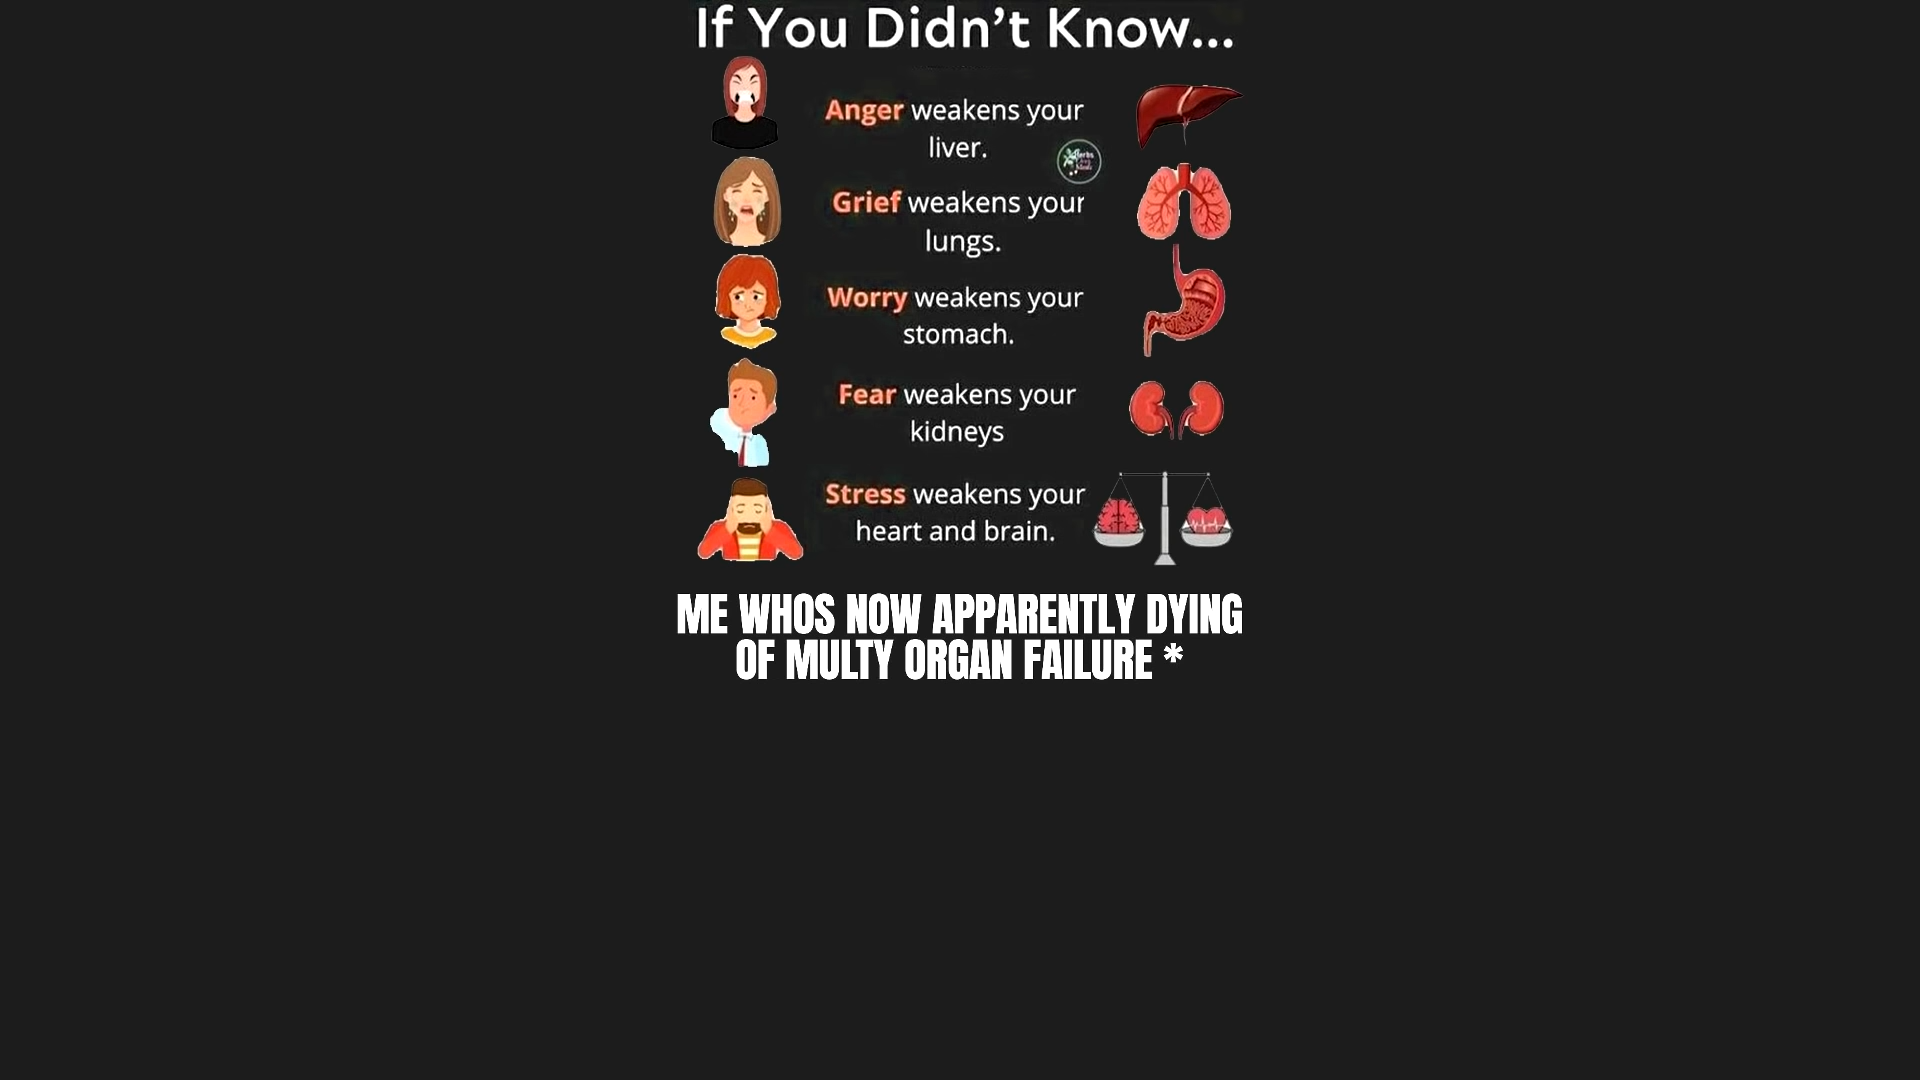 If You Didn't Know...
Anger weakens your
liver.
Grief weakens your
lungs.
Worry weakens your
stomach.
Fear weakens your
kidneys
Stress weakens your
heart and brain.
ME WHOS NOW APPARENTLY DYING
OF MULTY ORGAN FAILURE *